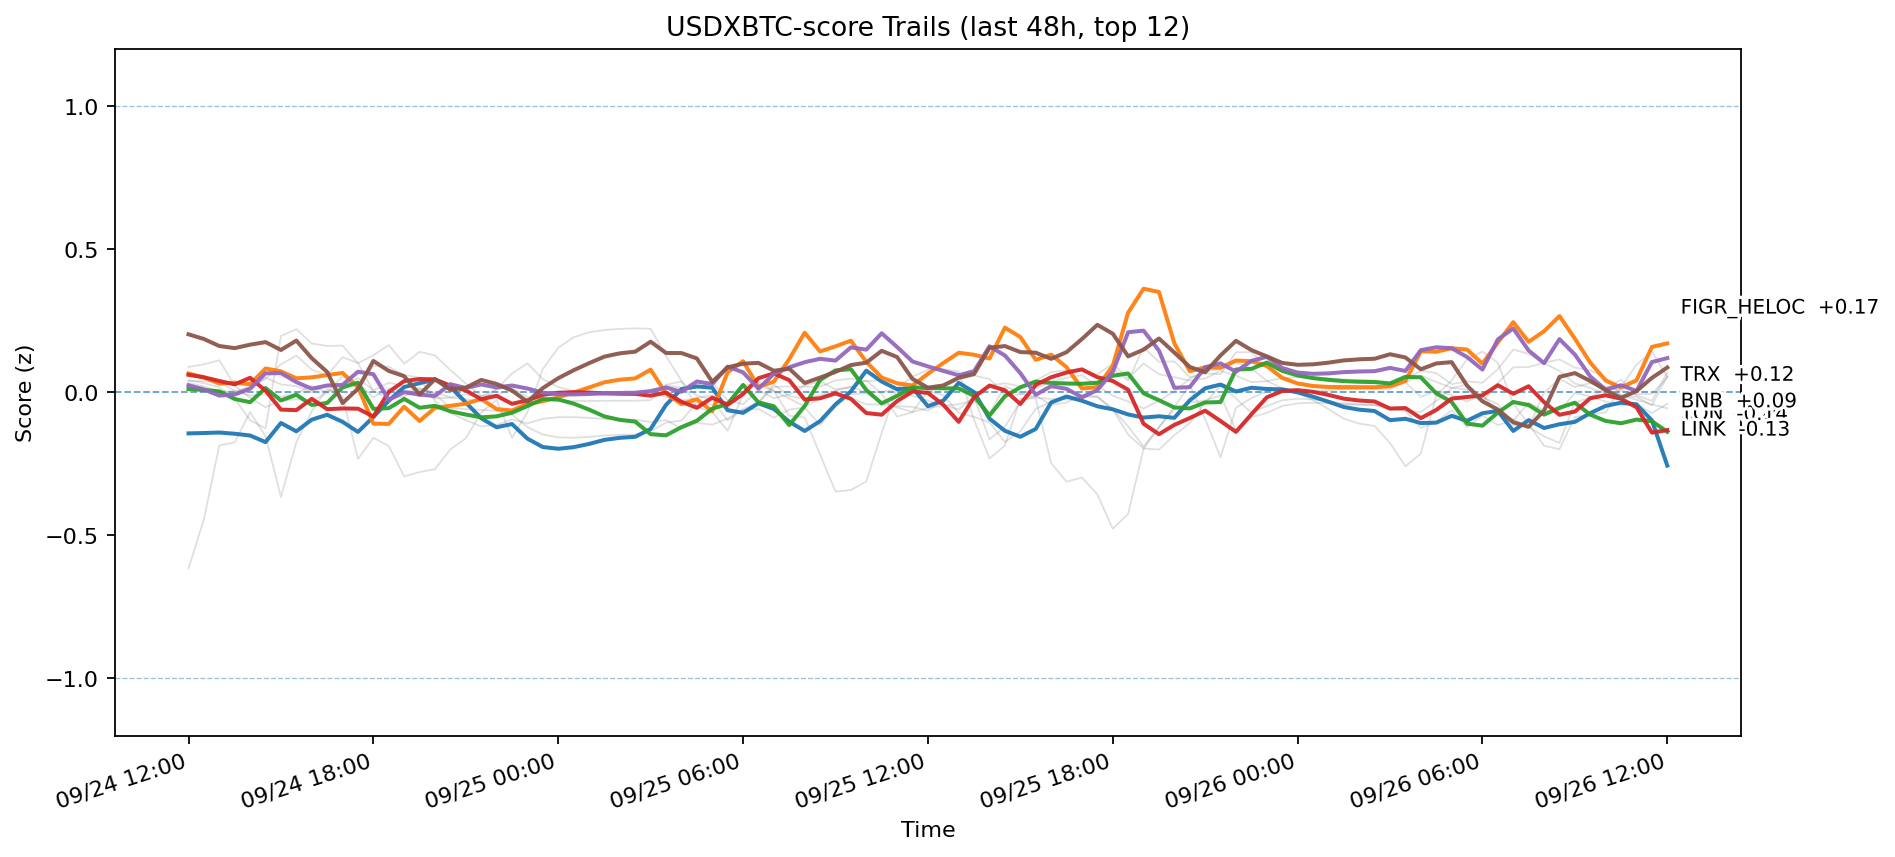 USDXBTC-score Trails (last 48h, top 12)
Score (z)
1.0
0.5
0.0
−0.5
−1.0
FIGR_HELOC +0.17
TRX +0.12
BNB +0.09
LINK -0.13
09/24 12:00
09/24 18:00
09/25 00:00
09/25 06:00
09/25 12:00
09/25 18:00
09/26 00:00
09/26 06:00
09/26 12:00
Time